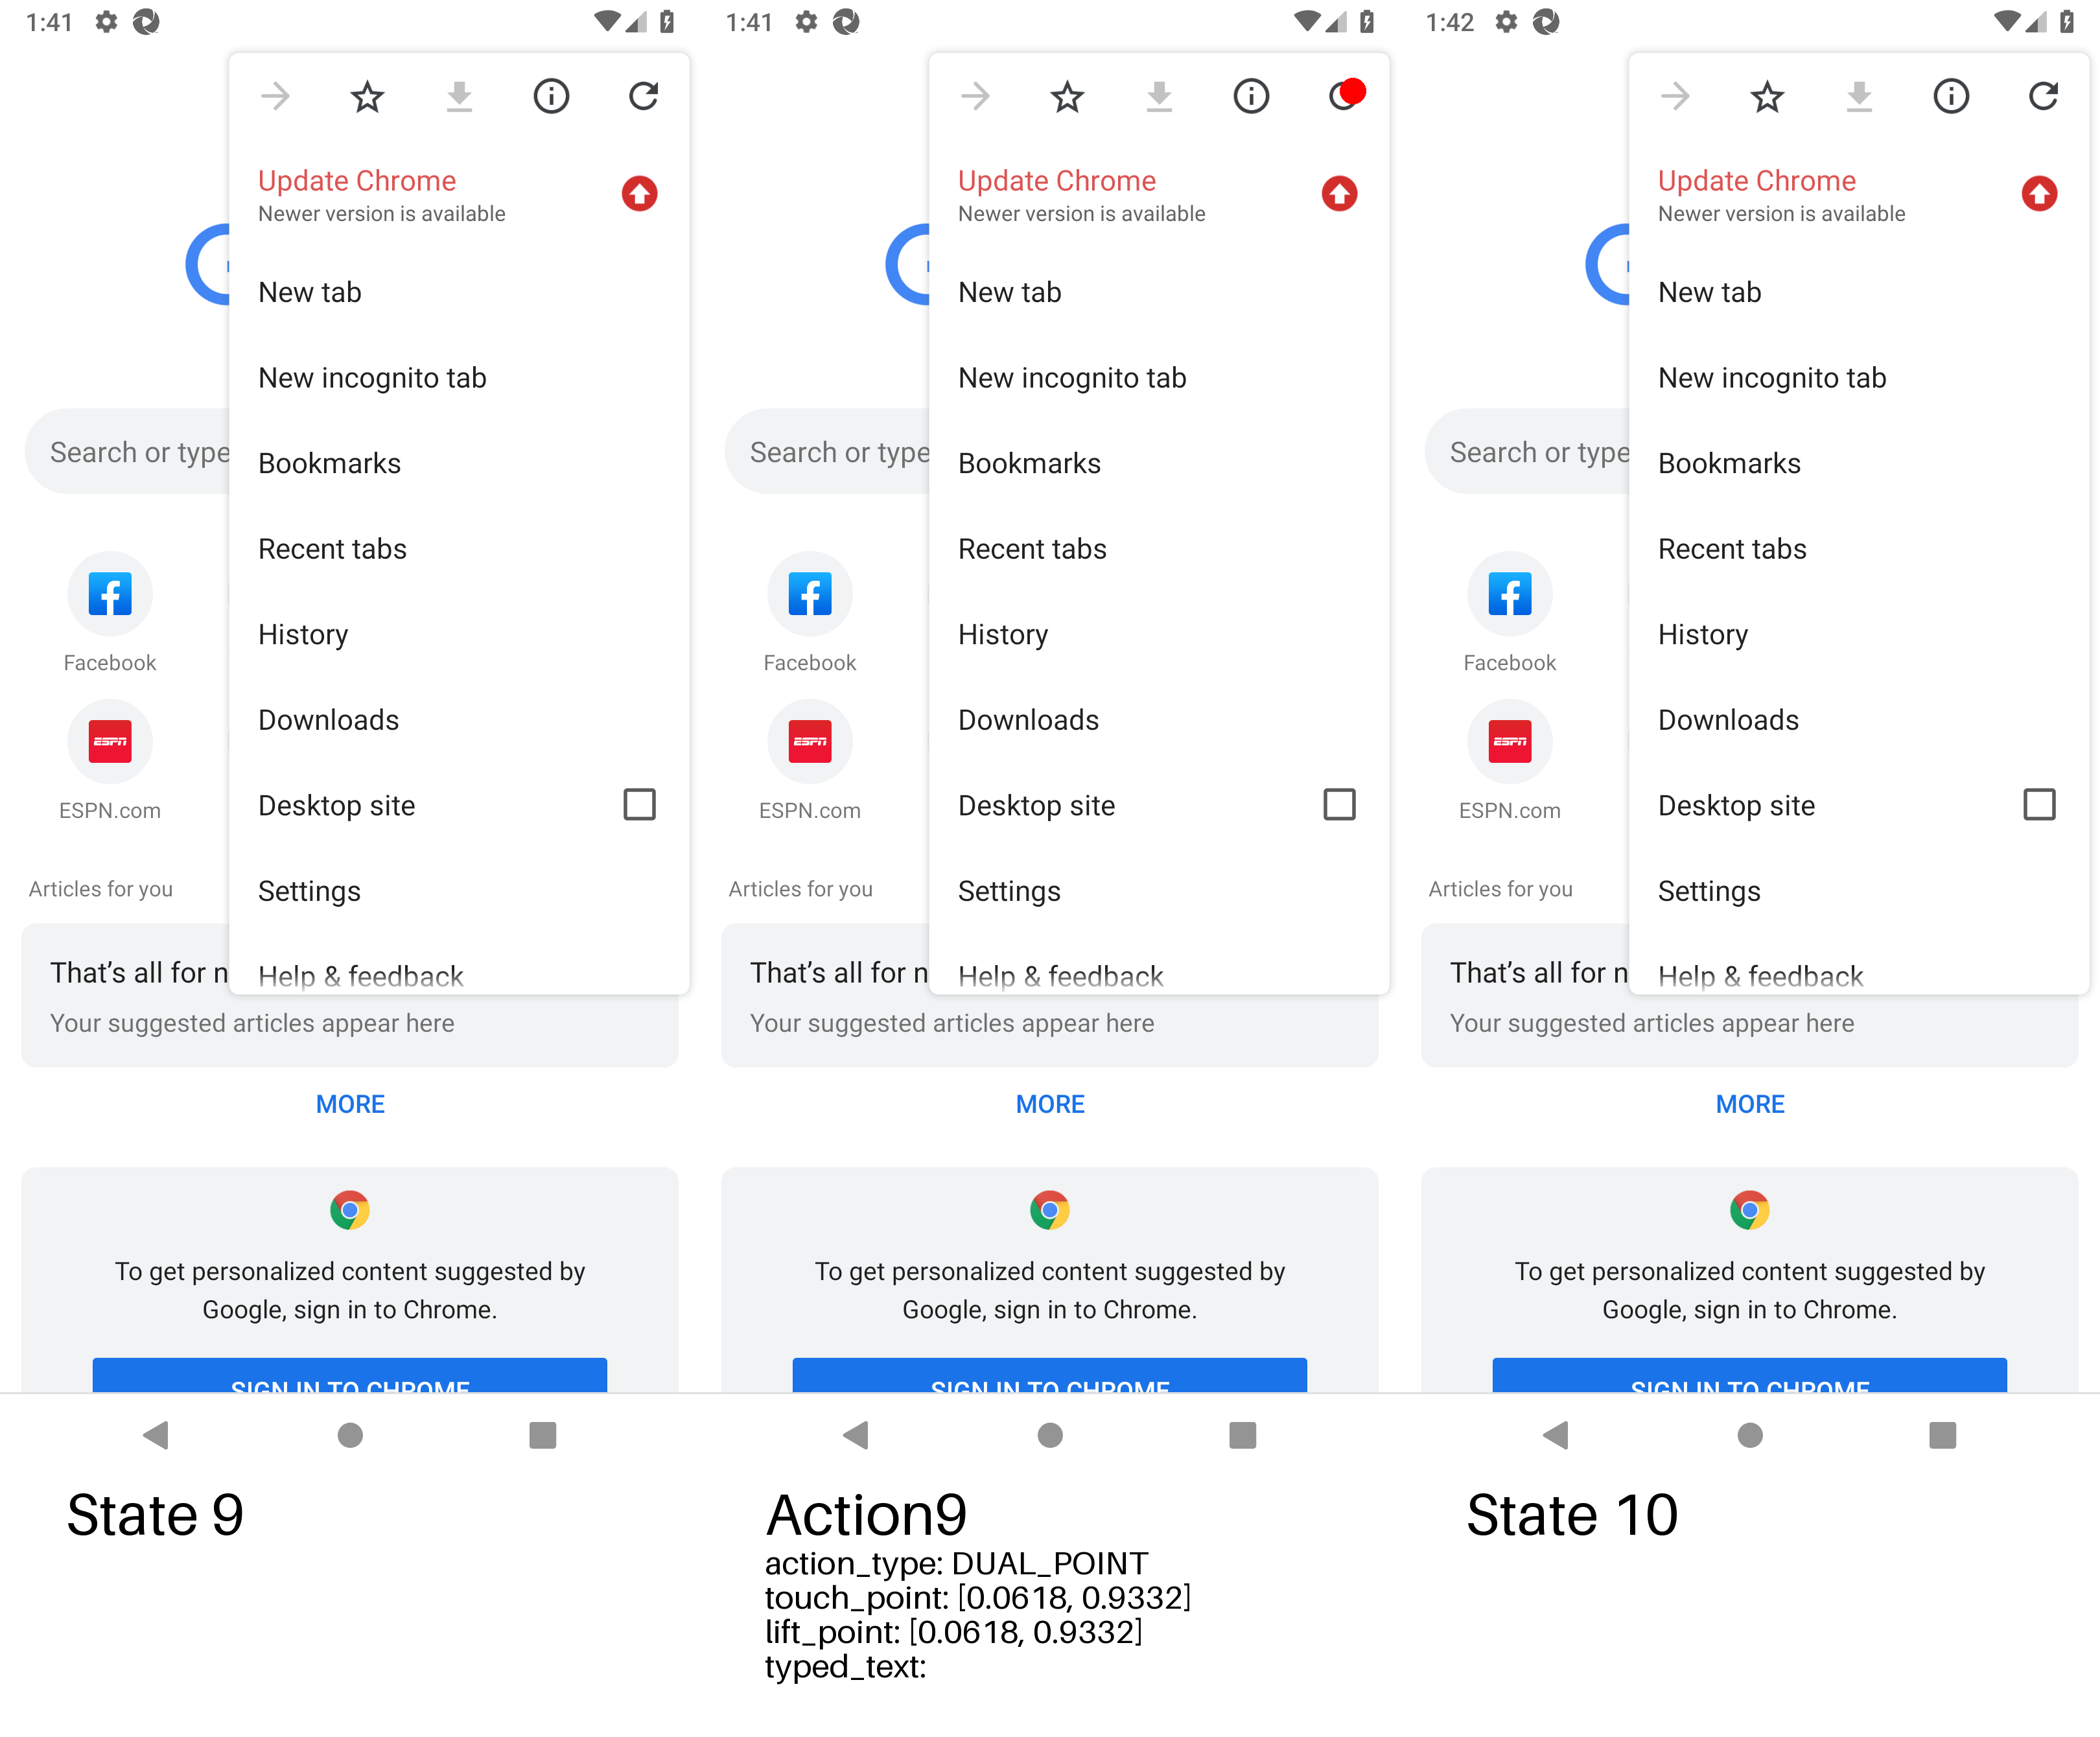 1:41
Update Chrome
Newer version is available
New tab
New incognito tab
Search or type
Bookmarks
Recent tabs
History
Facebook
Downloads
ESPN
ESPN.com
Desktop site
Articles for you
Settings
That's all for n
Help & feedback
Your suggested articles appear here
MORE
To get personalized content suggested by
Google, sign in to Chrome.
SIGN IN TO CHROME
State 9
1:41
Update Chrome
Newer version is available
New tab
New incognito tab
Search or type
Bookmarks
Recent tabs
History
Facebook
Downloads
ESPN
ESPN.com
Desktop site
Articles for you
Settings
That's all for n
Help & feedback
Your suggested articles appear here
MORE
To get personalized content suggested by
Google, sign in to Chrome.
SIGN IN TO CHROME
Action9
action_type: DUAL_POINT
touch_point: [0.0618, 0.9332]
lift_point: [0.0618, 0.9332]
typed_text:
1:42
Update Chrome
Newer version is available
New tab
New incognito tab
Search or type
Bookmarks
Recent tabs
History
Facebook
Downloads
ESPN
ESPN.com
Desktop site
Articles for you
Settings
That's all for n
Help & feedback
Your suggested articles appear here
MORE
To get personalized content suggested by
Google, sign in to Chrome.
SIGN IN TO CHROME
State 10